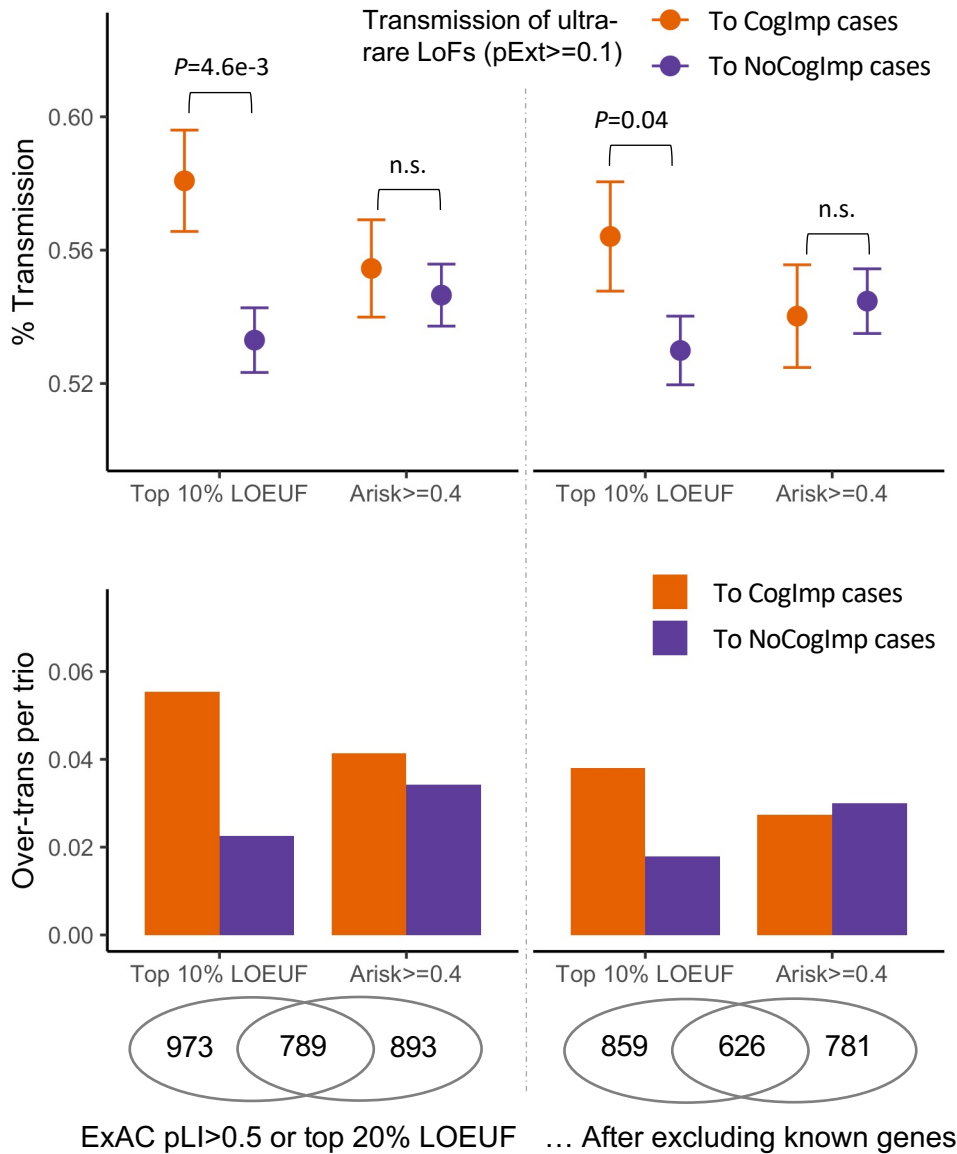 Transmission of ultra-
rare LoFs (pExt>=0.1)
To CogImp cases
To NoCogImp cases
P=4.6e-3
n.s.
P=0.04
n.s.
% Transmission
0.60
0.56
0.52
Top 10% LOEUF
Arisk>=0.4
Top 10% LOEUF
Arisk>=0.4
To CogImp cases
To NoCogImp cases
Over-trans per trio
0.06
0.04
0.02
0.00
Top 10% LOEUF
Arisk>=0.4
Top 10% LOEUF
Arisk>=0.4
973 789 893
859 626 781
ExAC pLI>0.5 or top 20% LOEUF
... After excluding known genes